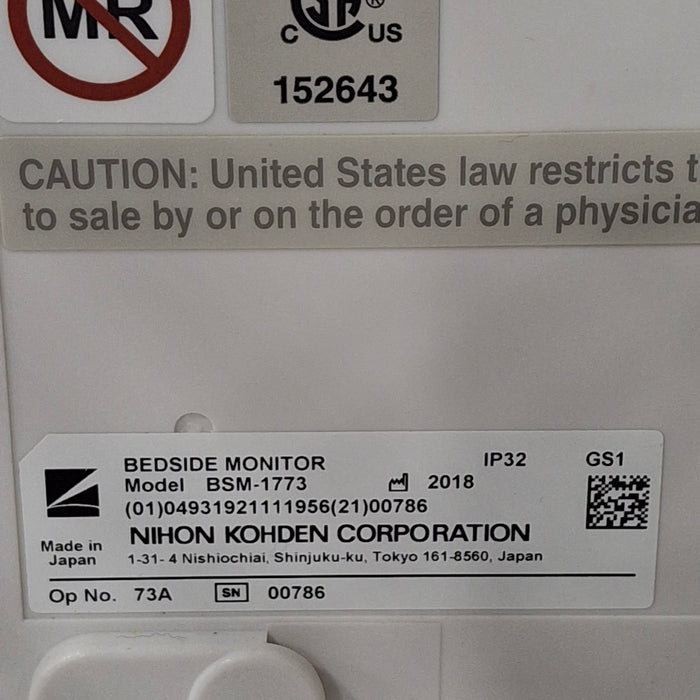 MR
C US
152643
CAUTION: United States law restricts t
to sale by or on the order of a physicia
BEDSIDE MONITOR IP32 GS1
Model BSM-1773 2018
(01)04931921111956(21)00786
NIHON KOHDEN CORPORATION
Made in
Japan
1-31- 4 Nishiochiai, Shinjuku-ku, Tokyo 161-8560, Japan
Op No. 73A SN 00786